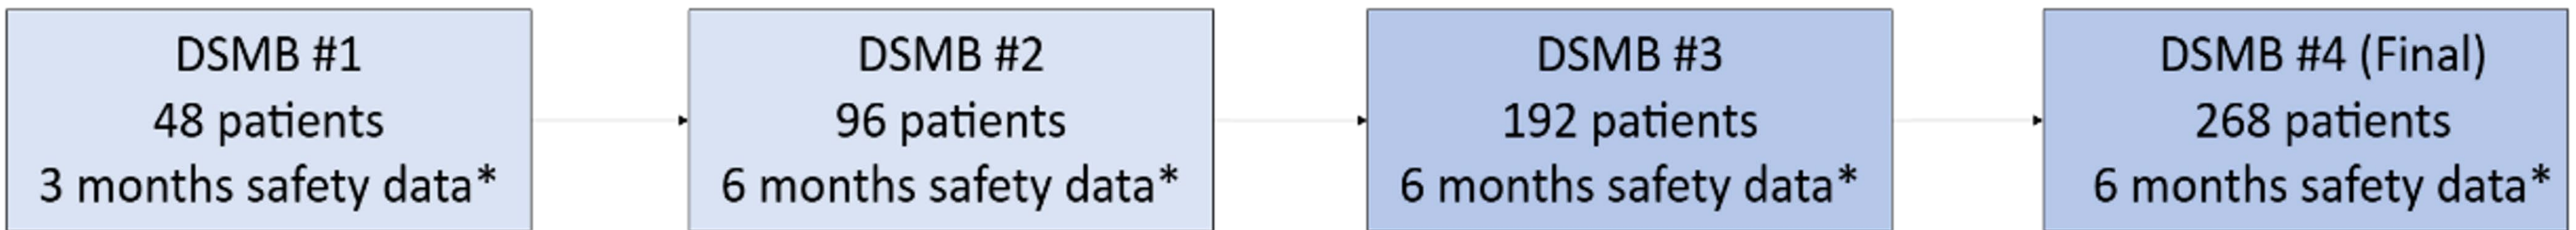 DSMB #1
48 patients
3 months safety data*
DSMB #2
96 patients
6 months safety data*
DSMB #3
192 patients
6 months safety data*
DSMB #4 (Final)
268 patients
6 months safety data*